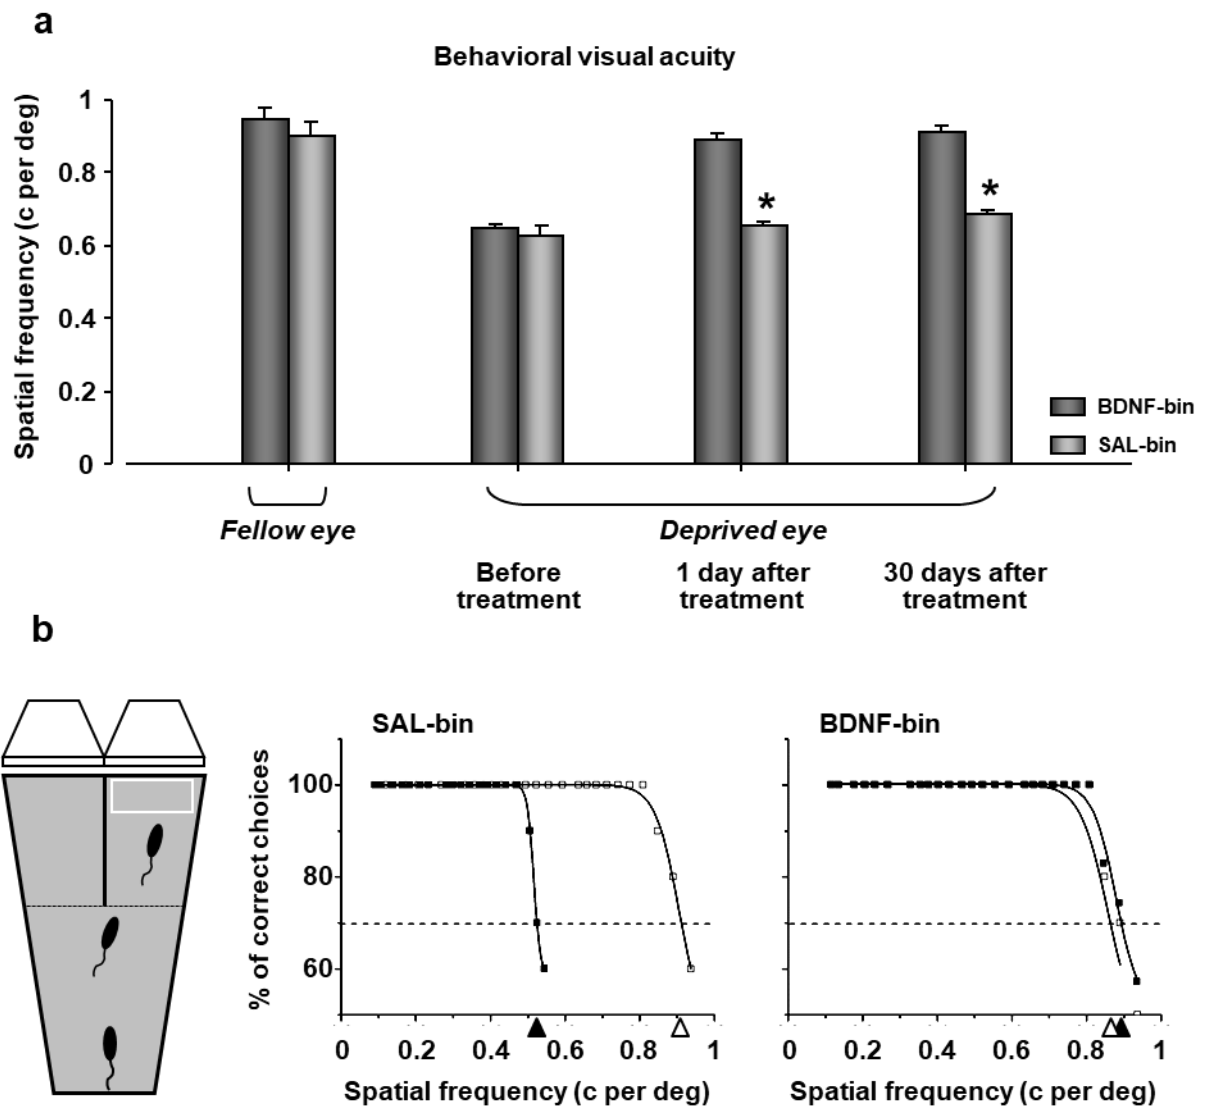 a
Behavioral visual acuity
Spatial frequency (c per deg)
1
0.8
0.6
0.4
0.2
0
*
*
BDNF-bin
SAL-bin
Fellow eye
Deprived eye
Before
treatment
1 day after
treatment
30 days after
treatment
b
SAL-bin
% of correct choices
100
80
60
0 0.2 0.4 0.6 0.8 1
Spatial frequency (c per deg)
BDNF-bin
0 0.2 0.4 0.6 0.8 1
Spatial frequency (c per deg)